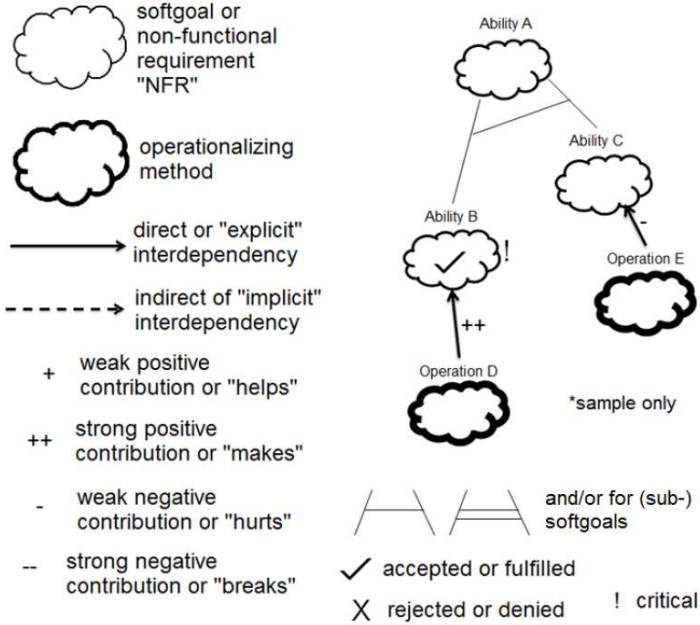 softgoal or
non-functional
requirement
"NFR"
operationalizing
method
direct or "explicit"
interdependency
indirect of "implicit"
interdependency
+ weak positive
contribution or "helps"
++ strong positive
contribution or "makes"
- weak negative
contribution or "hurts"
-- strong negative
contribution or "breaks"
Ability A
Ability C
Ability B
!
-
Operation E
++
Operation D
*sample only
and/or for (sub-)
softgoals
✓ accepted or fulfilled
X rejected or denied
! critical